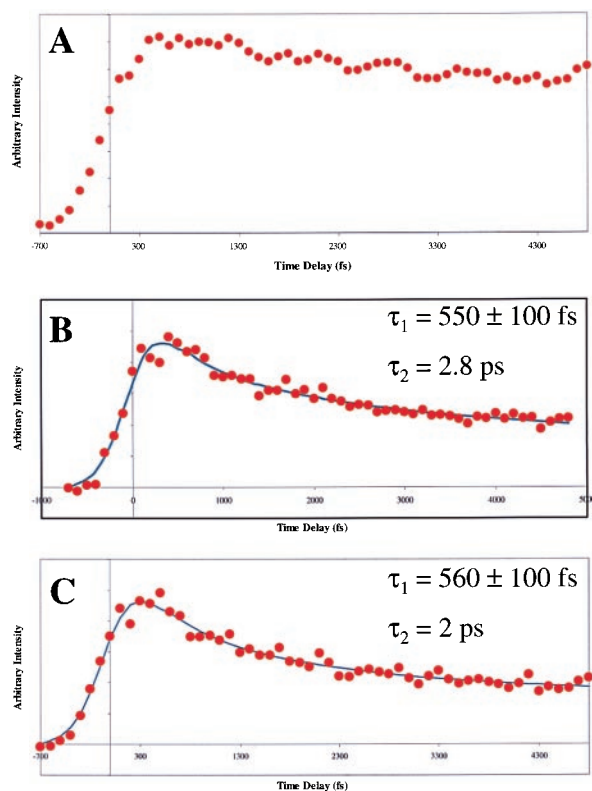 A
Arbitrary Intensity
-700 300 1300 2300 3300 4300
Time Delay (fs)
B
τ1 = 550 ± 100 fs
τ2 = 2.8 ps
Arbitrary Intensity
-1000 0 1000 2000 3000 4000 5000
Time Delay (fs)
C
τ1 = 560 ± 100 fs
τ2 = 2 ps
Arbitrary Intensity
-700 300 1300 2300 3300 4300
Time Delay (fs)